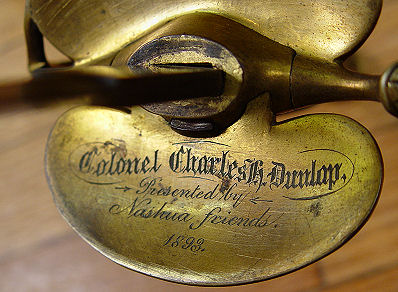 Colonel Charles H. Dunlap,
Presented by
Nashua friends.
1893.